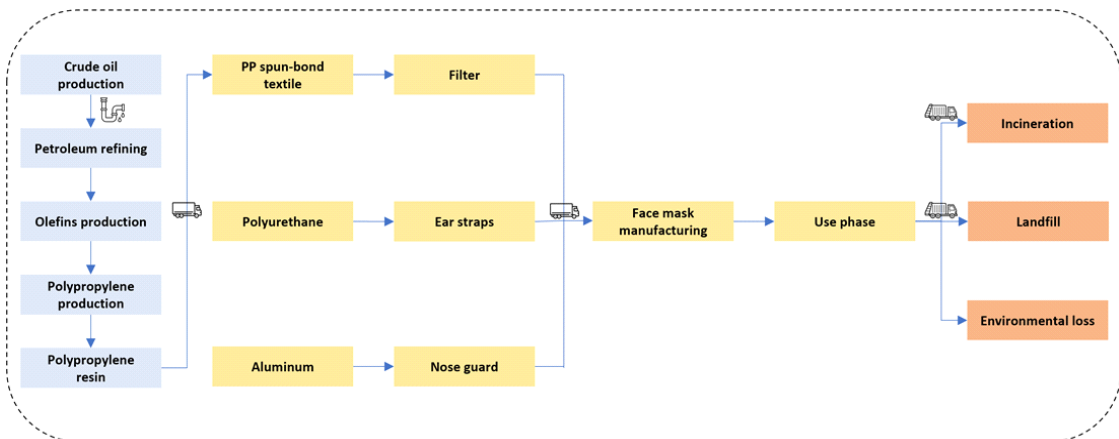 Crude oil
production
Petroleum refining
Olefins production
Polypropylene
production
Polypropylene
resin
PP spun-bond
textile
Filter
Polyurethane
Ear straps
Aluminum
Nose guard
Face mask
manufacturing
Use phase
Incineration
Landfill
Environmental loss